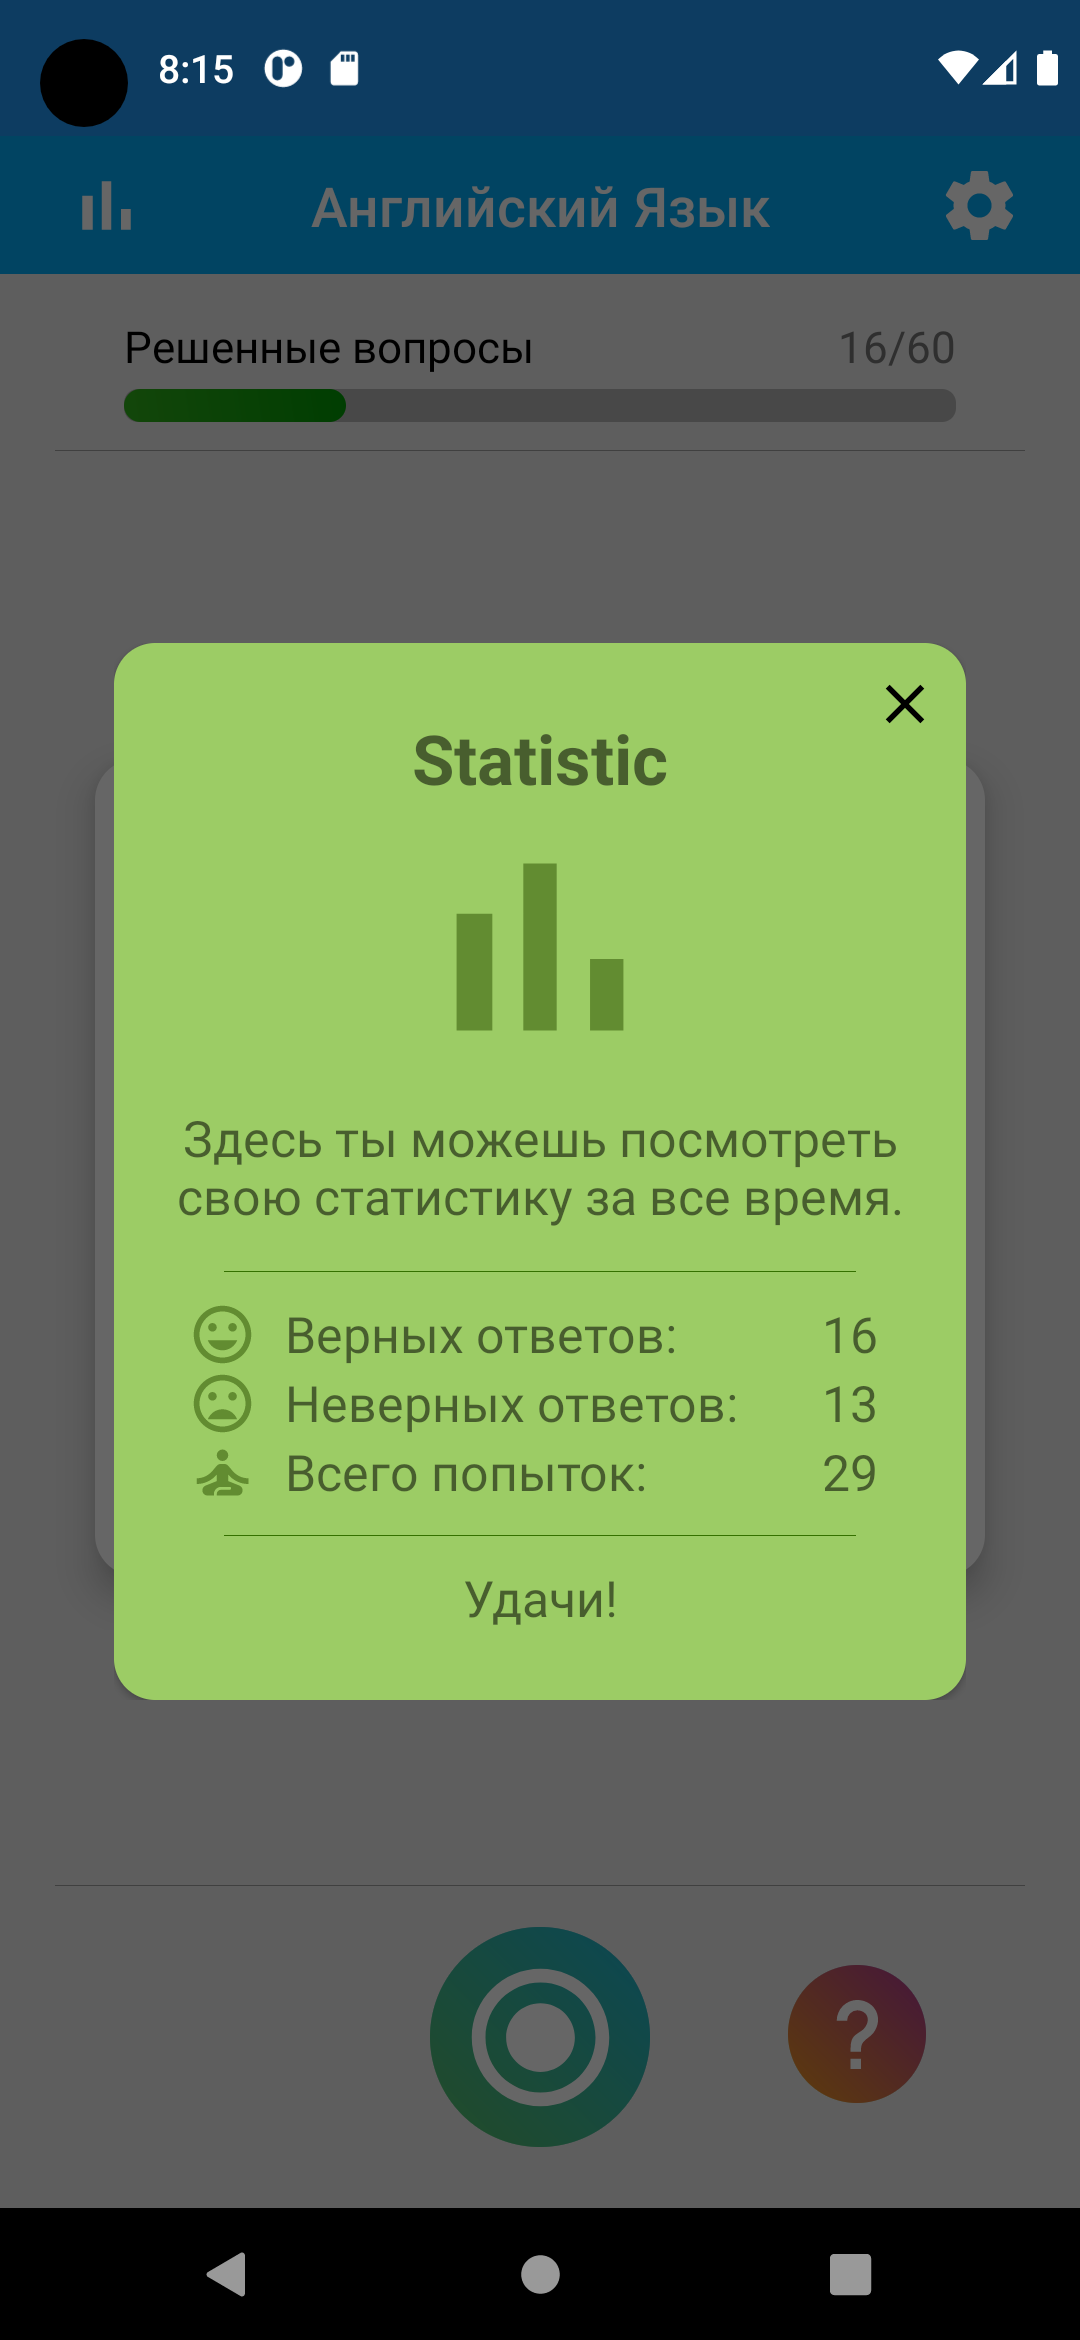 8:15
Английский Язык
Решенные вопросы 16/60
Statistic
Здесь ты можешь посмотреть
свою статистику за все время.
Верных ответов: 16
Неверных ответов: 13
Всего попыток: 29
Удачи!
?